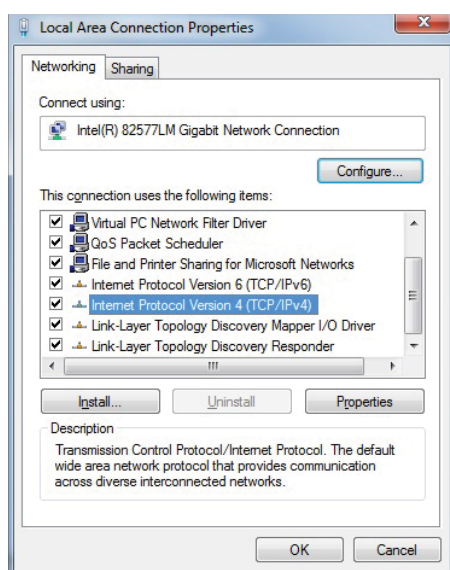 Local Area Connection Properties
Networking
Sharing
Connect using:
Intel(R) 82577LM Gigabit Network Connection
Configure...
This connection uses the following items:
Virtual PC Network Filter Driver
QoS Packet Scheduler
File and Printer Sharing for Microsoft Networks
Internet Protocol Version 6 (TCP/IPv6)
Internet Protocol Version 4 (TCP/IPv4)
Link-Layer Topology Discovery Mapper I/O Driver
Link-Layer Topology Discovery Responder
Install...
Uninstall
Properties
Description
Transmission Control Protocol/Internet Protocol. The default
wide area network protocol that provides communication
across diverse interconnected networks.
OK
Cancel